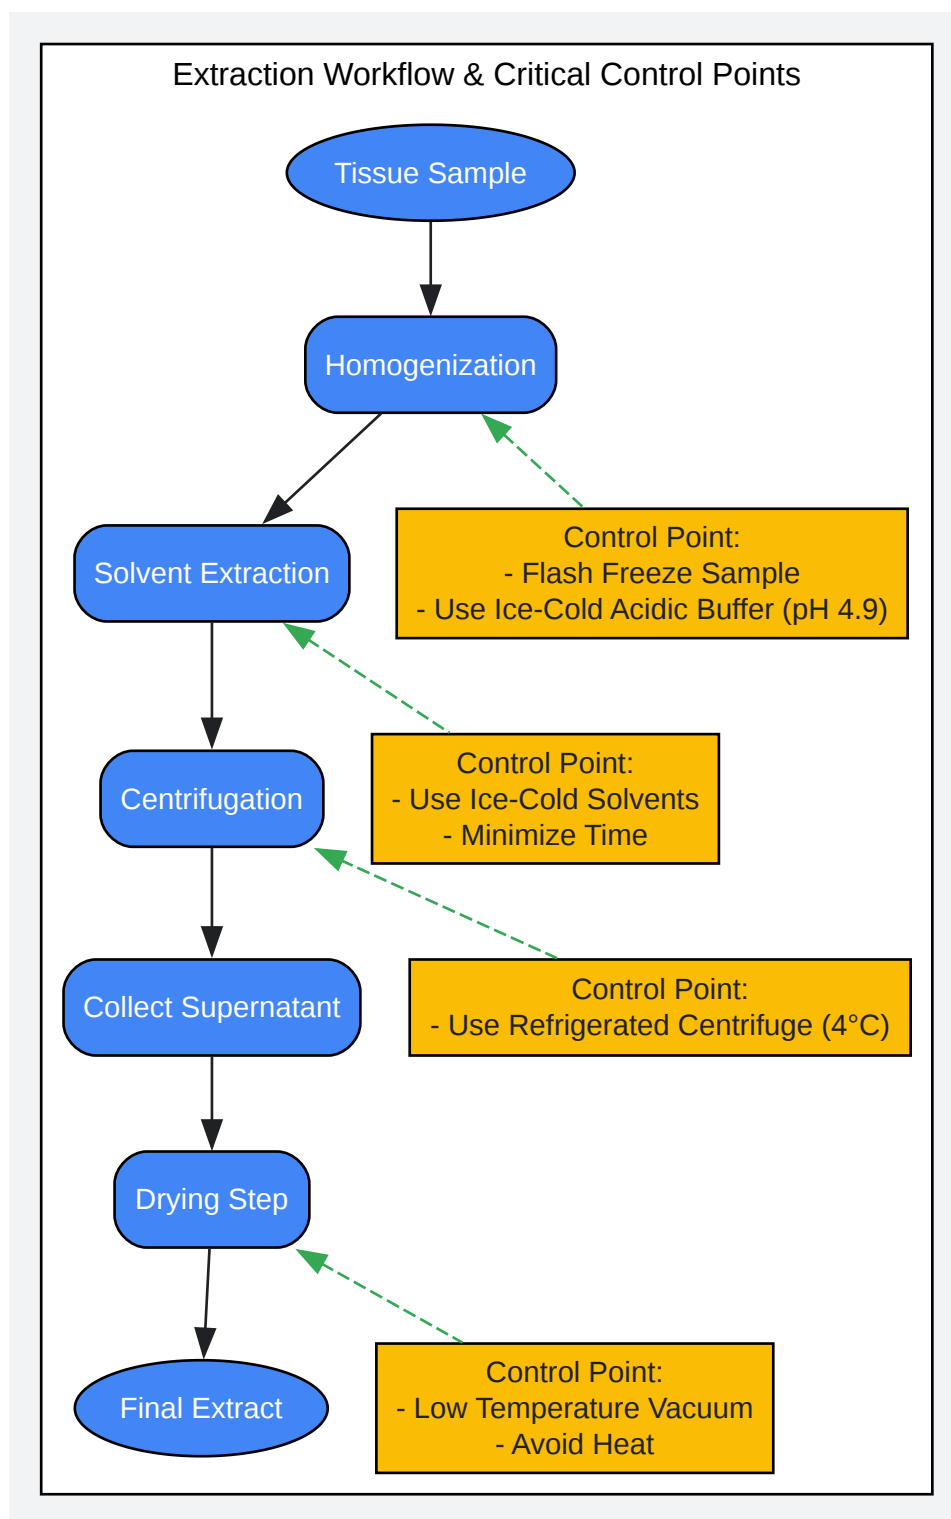 Extraction Workflow & Critical Control Points
Tissue Sample
Homogenization
Solvent Extraction
Control Point:
- Flash Freeze Sample
- Use Ice-Cold Acidic Buffer (pH 4.9)
Centrifugation
Control Point:
- Use Ice-Cold Solvents
- Minimize Time
Collect Supernatant
Control Point:
- Use Refrigerated Centrifuge (4°C)
Drying Step
Final Extract
Control Point:
- Low Temperature Vacuum
- Avoid Heat